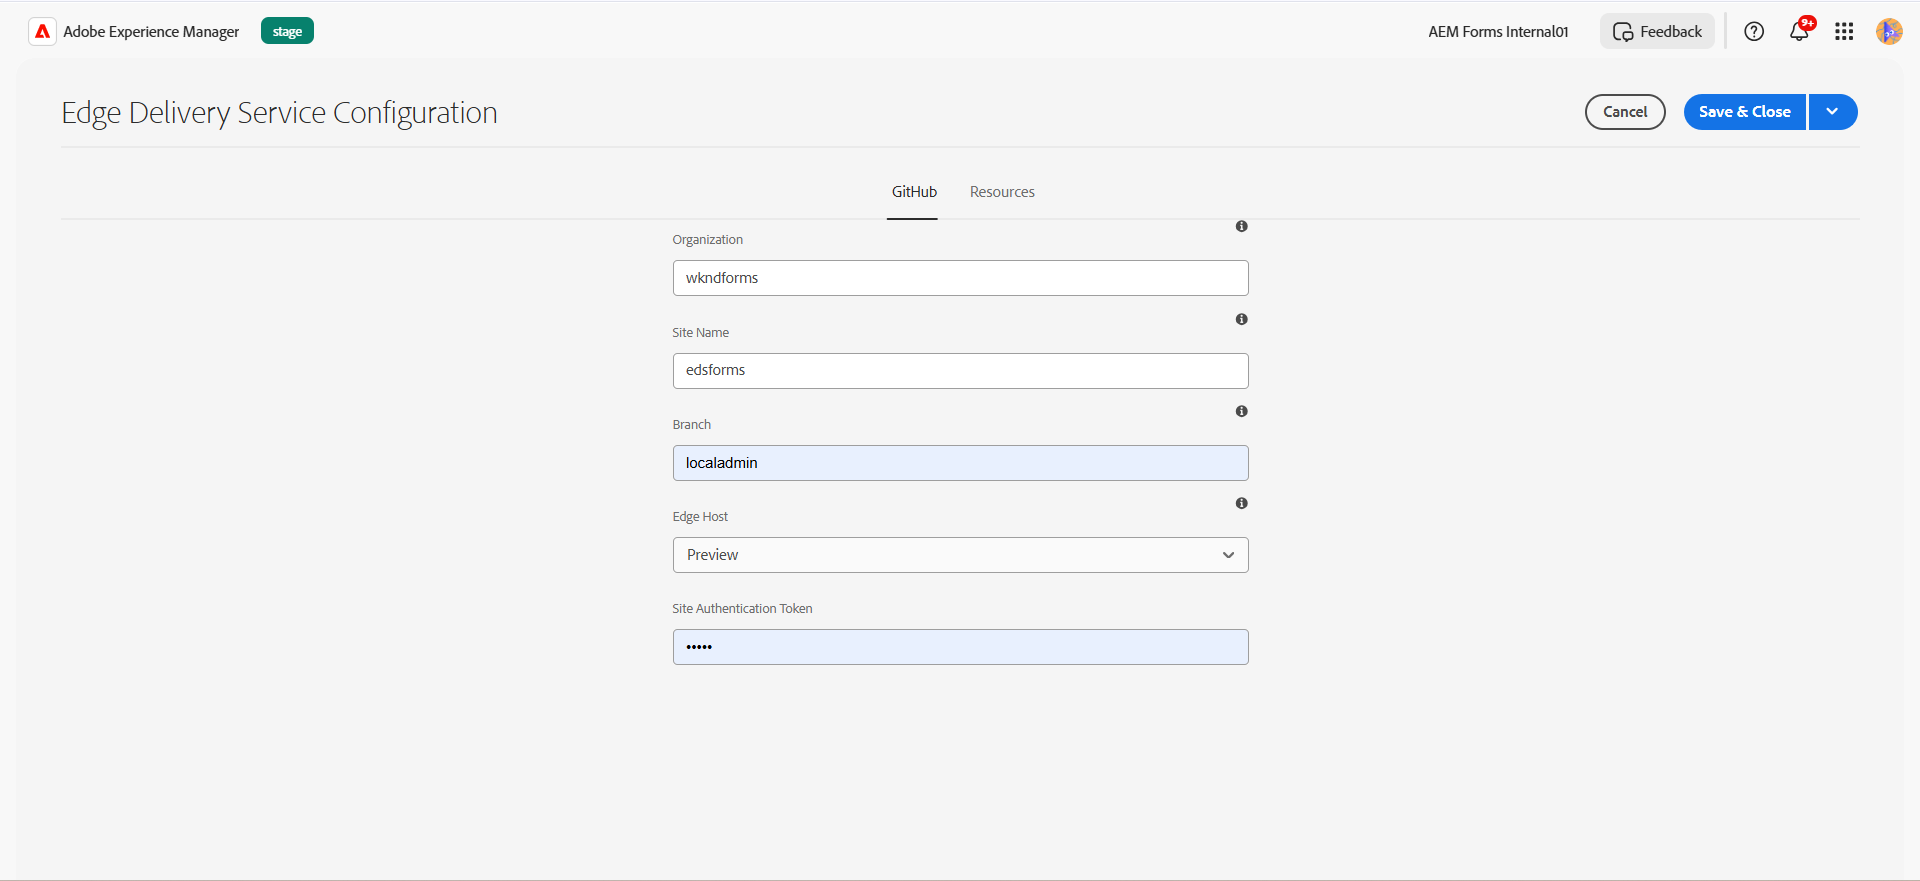 Adobe Experience Manager
stage
AEM Forms Internal01
Feedback
9+
Edge Delivery Service Configuration
Cancel
Save & Close
GitHub
Resources
Organization
wkndforms
Site Name
edsforms
Branch
localadmin
Edge Host
Preview
Site Authentication Token
•••••